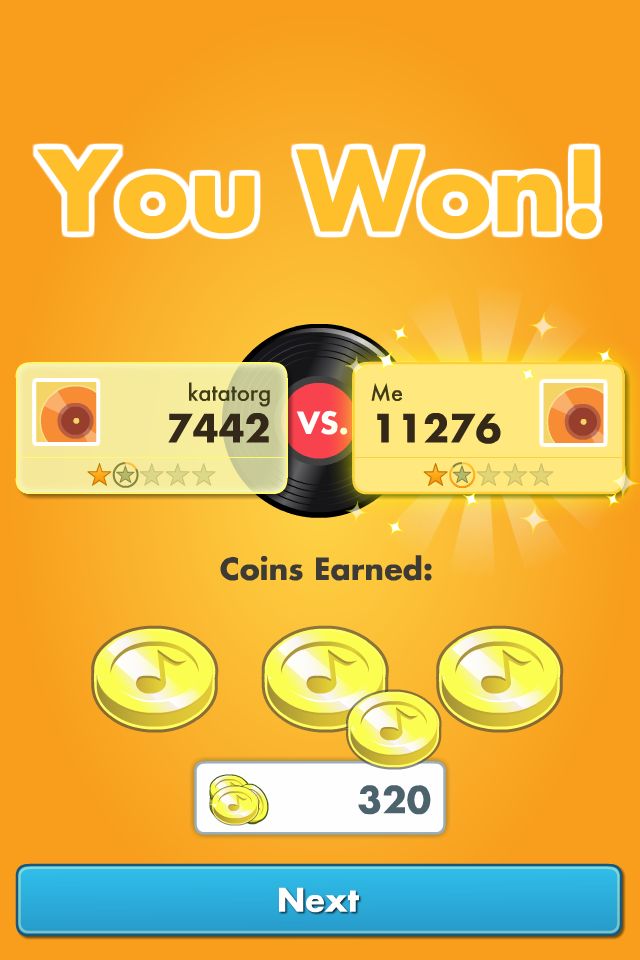 You Won!
katatorg
7442
VS.
Me
11276
Coins Earned:
320
Next